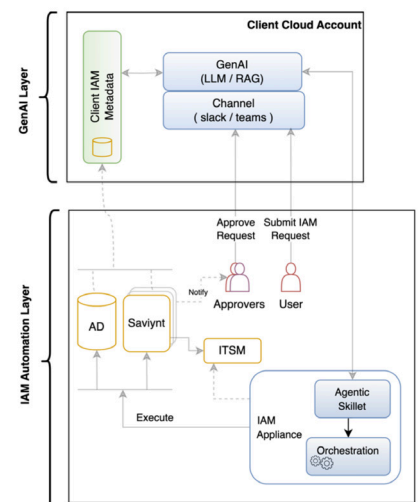 Client Cloud Account
GenAI Layer
Client IAM
Metadata
GenAI
(LLM / RAG)
Channel
( slack / teams )
IAM Automation Layer
Approve
Request
Submit IAM
Request
Notify
Approvers
User
AD
Saviynt
ITSM
Execute
IAM
Appliance
Agentic
Skillet
Orchestration